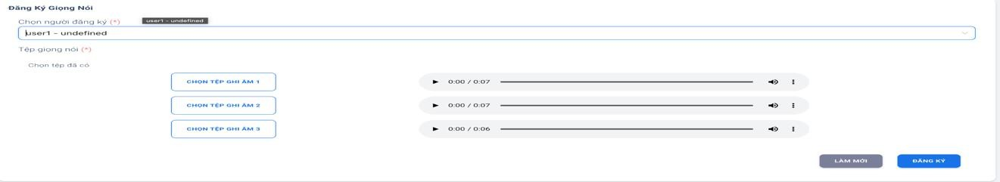 Đăng Ký Giọng Nói
Chọn người đăng ký (*)
user1 - undefined
user1 - undefined
Tệp giọng nói (*)
Chọn tệp đã có
CHỌN TỆP GHI ÂM 1
0:00 / 0:07
CHỌN TỆP GHI ÂM 2
0:00 / 0:07
CHỌN TỆP GHI ÂM 3
0:00 / 0:06
LÀM MỚI
ĐĂNG KÝ